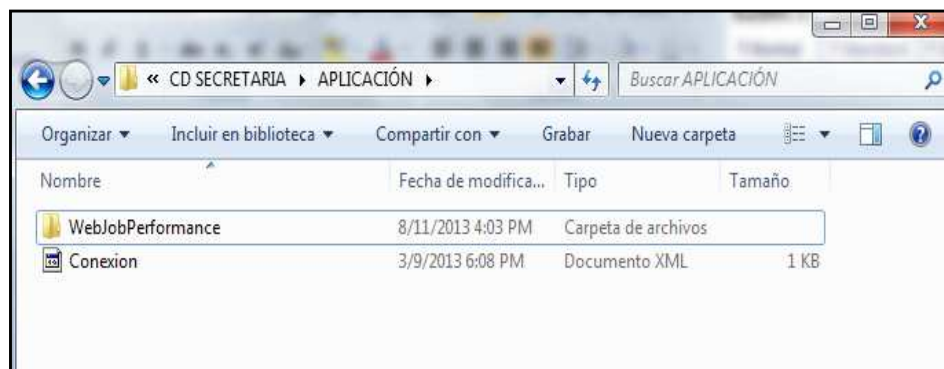 « CD SECRETARIA ▸ APLICACIÓN ▸ Buscar APLICACIÓN
Organizar Incluir en biblioteca Compartir con Grabar Nueva carpeta
Nombre Fecha de modifica... Tipo Tamaño
WebJobPerformance 8/11/2013 4:03 PM Carpeta de archivos
Conexion 3/9/2013 6:08 PM Documento XML 1 KB